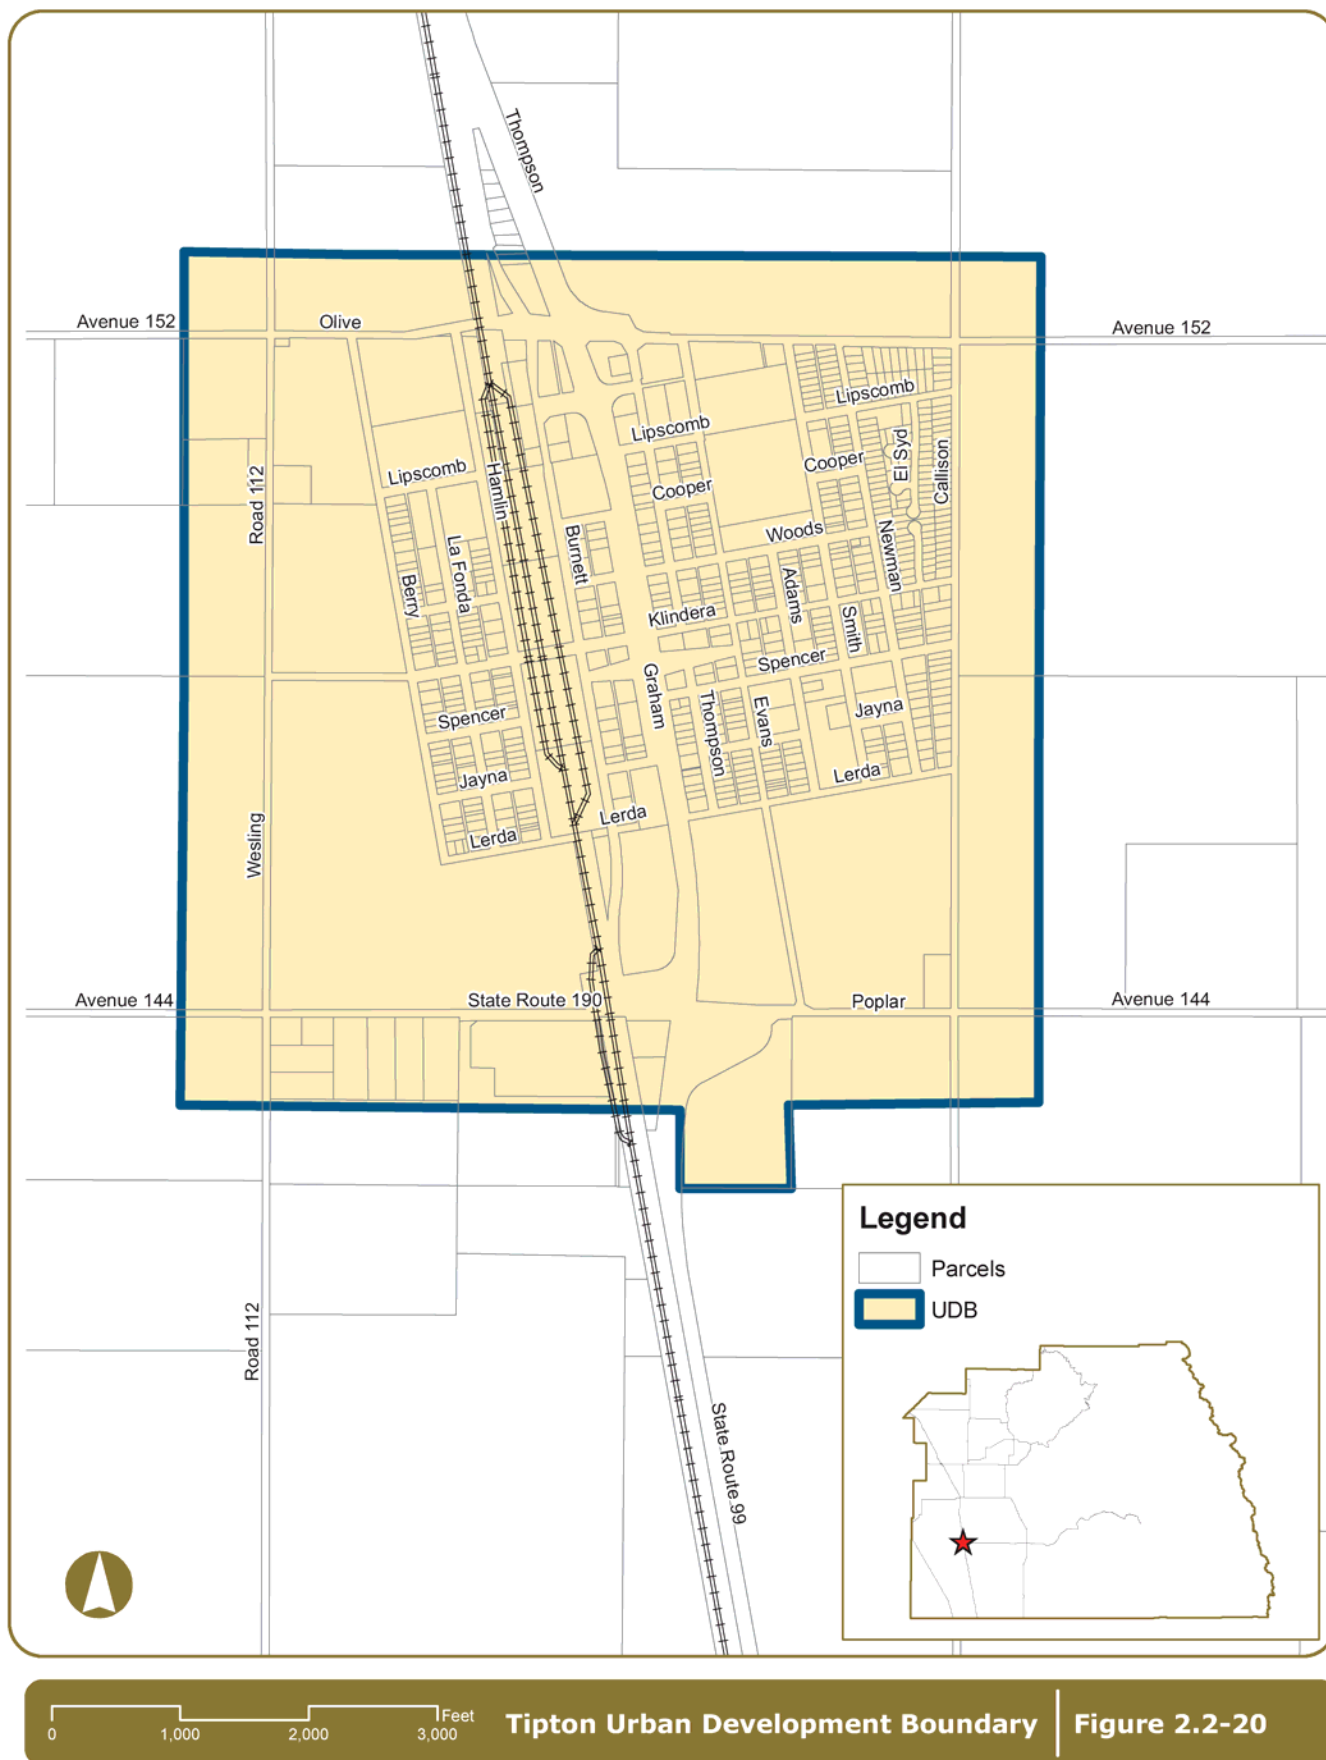 Thompson
Avenue 152
Olive
Avenue 152
Lipscomb
Lipscomb
Lipscomb
Cooper
Cooper
El Syd
Callison
Road 112
Hamlin
Woods
Burnett
Newman
La Fonda
Berry
Adams
Klindera
Smith
Spencer
Graham
Thompson
Evans
Jayna
Spencer
Jayna
Lerda
Lerda
Lerda
Wesling
Avenue 144
State Route 190
Poplar
Avenue 144
Road 112
State Route 99
Legend
Parcels
UDB
0
1,000
2,000
3,000
Feet
Tipton Urban Development Boundary
Figure 2.2-20